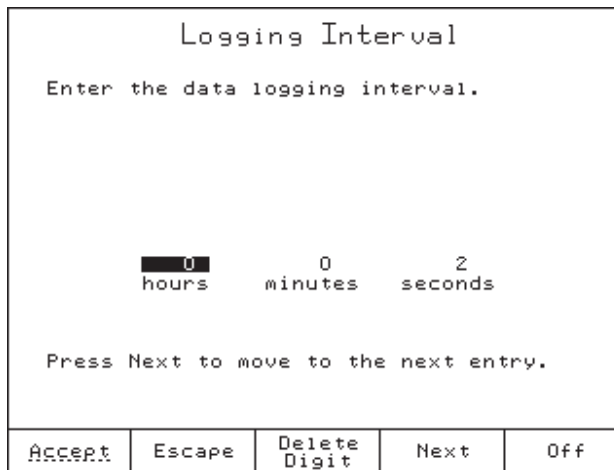 Logging Interval
Enter the data logging interval.
0 0 2
hours minutes seconds
Press Next to move to the next entry.
Accept Escape Delete Digit Next Off